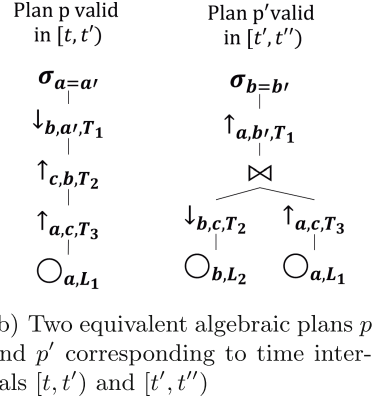 Plan p valid
in [t, t′)
σa=a′
↓b,a′,T1
↑c,b,T2
↑a,c,T3
○a,L1
Plan p′valid
in [t′, t′′)
σb=b′
↑a,b′,T1
⋈
↓b,c,T2 ↑a,c,T3
○b,L2 ○a,L1
b) Two equivalent algebraic plans p
nd p′ corresponding to time inter-
als [t, t′) and [t′, t′′)